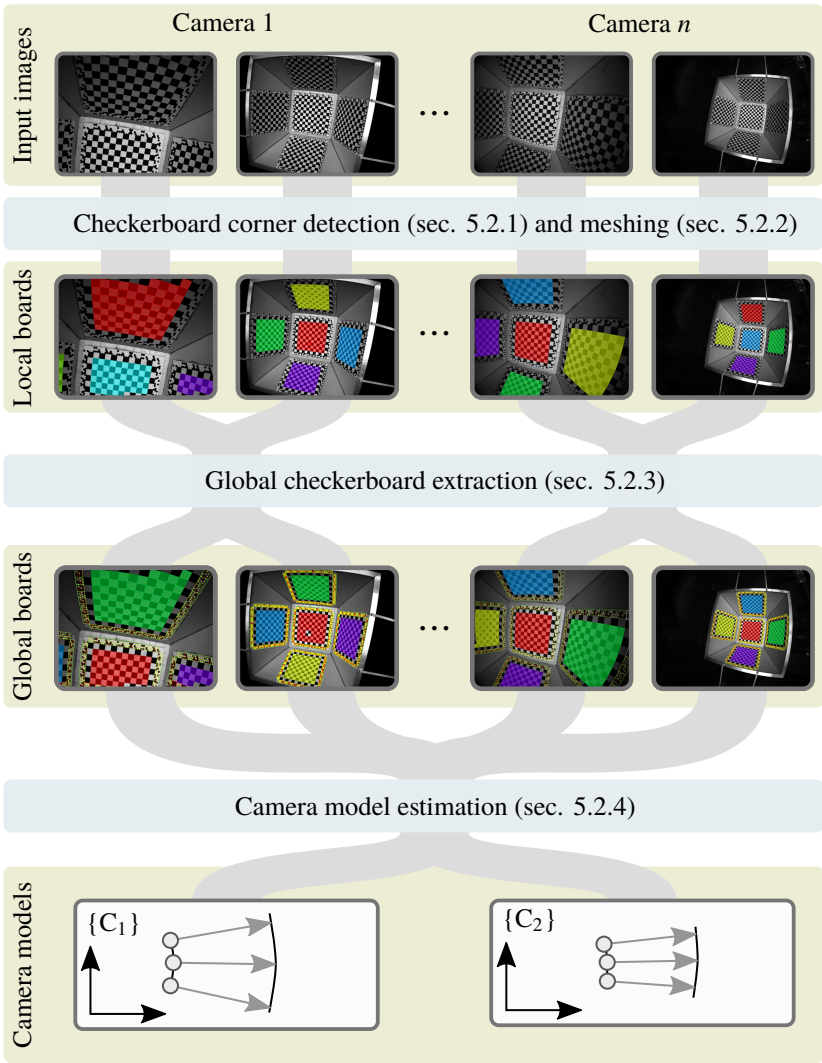 Camera 1
Camera n
Input images
...
Checkerboard corner detection (sec. 5.2.1) and meshing (sec. 5.2.2)
Local boards
...
Global checkerboard extraction (sec. 5.2.3)
Global boards
...
Camera model estimation (sec. 5.2.4)
Camera models
{C₁}
{C₂}